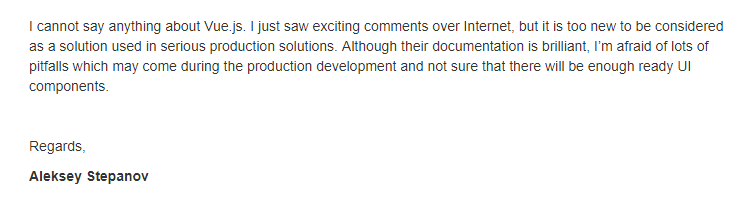 I cannot say anything about Vue.js. I just saw exciting comments over Internet, but it is too new to be considered
as a solution used in serious production solutions. Although their documentation is brilliant, I'm afraid of lots of
pitfalls which may come during the production development and not sure that there will be enough ready UI
components.
Regards,
Aleksey Stepanov